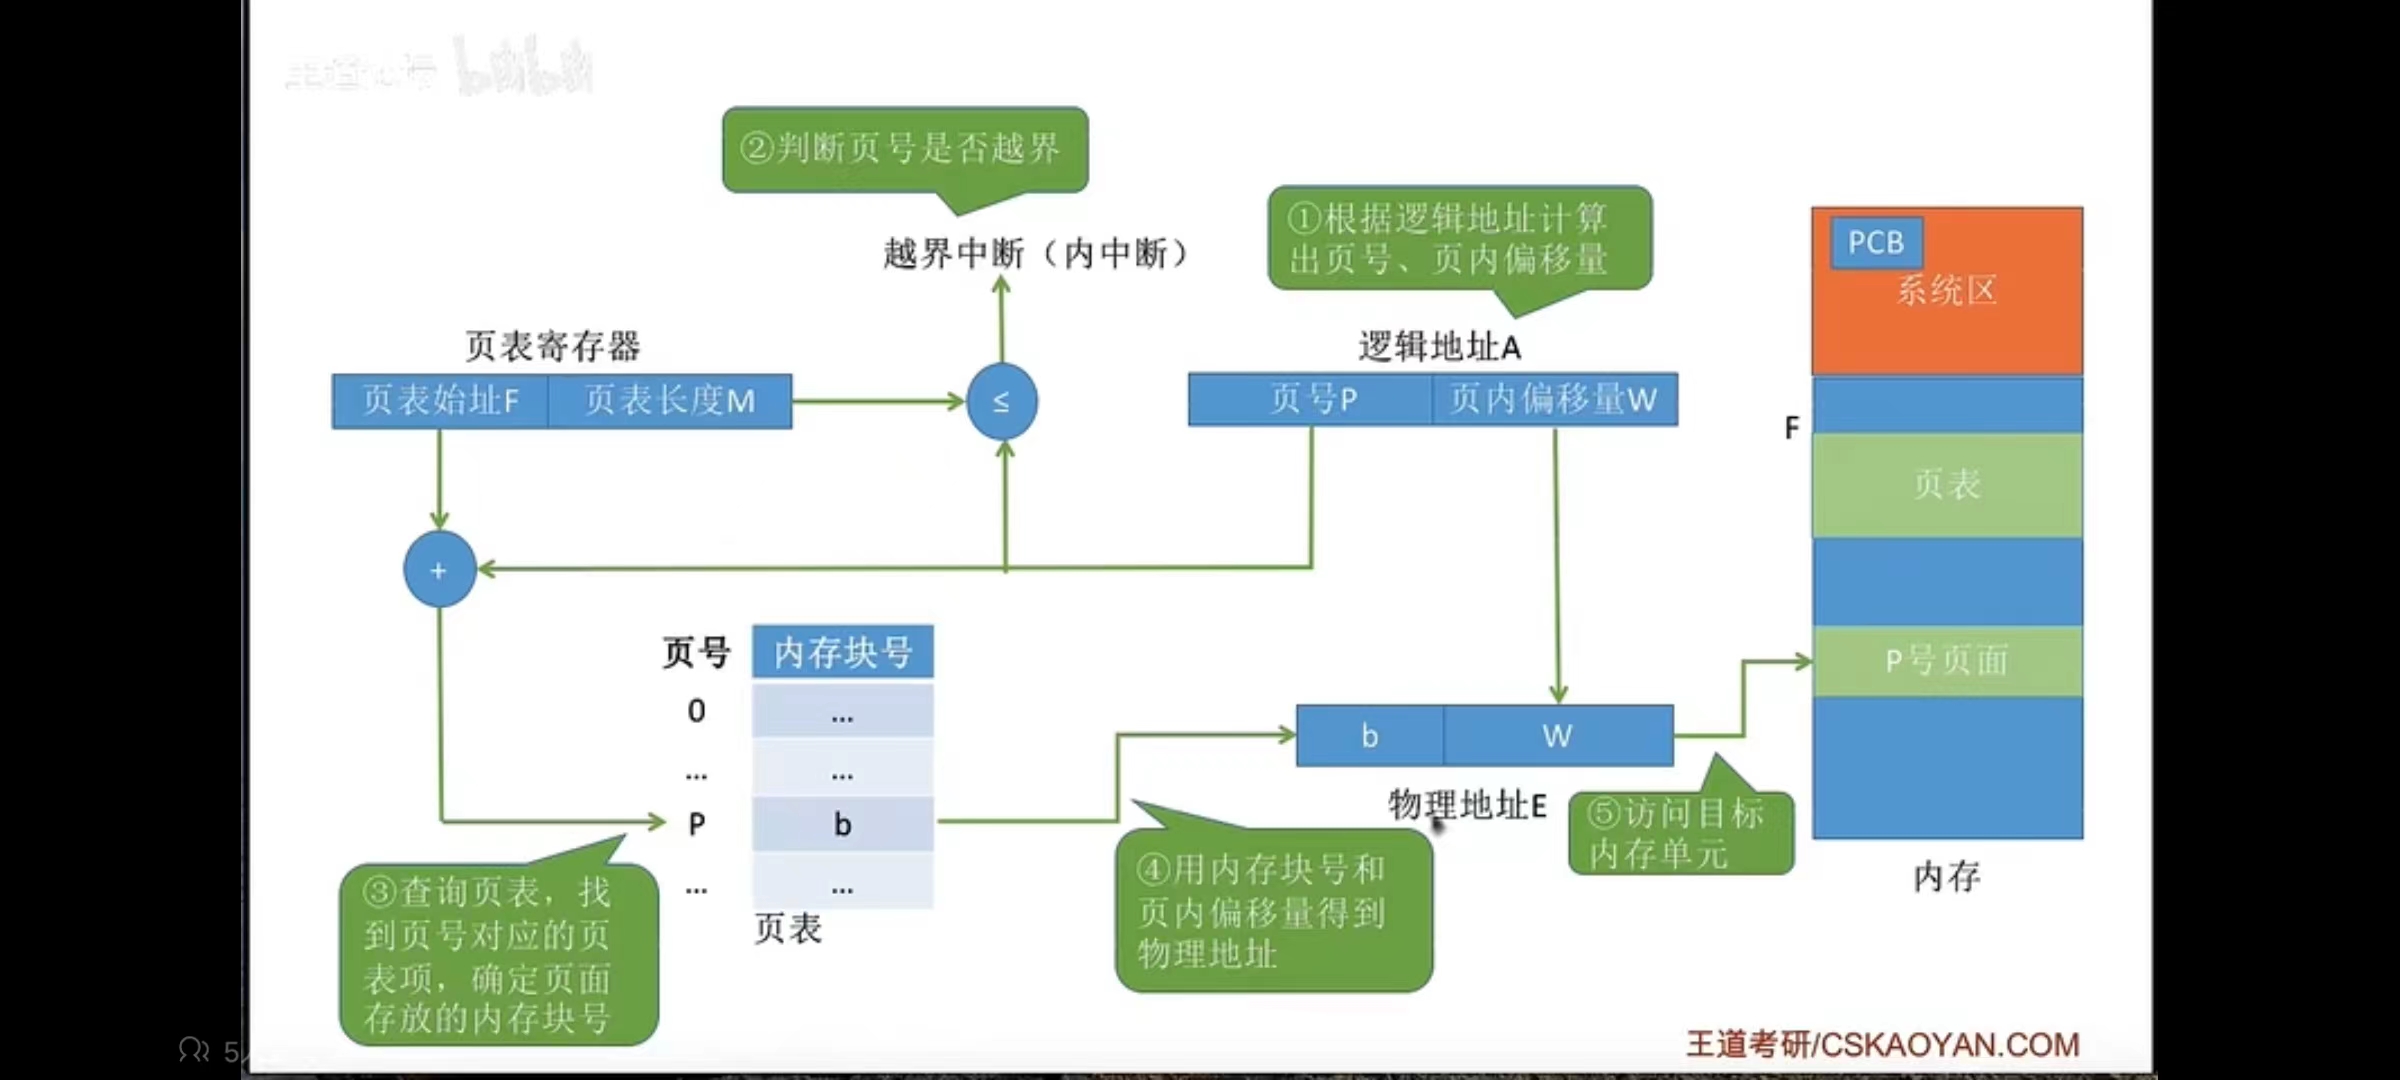 ②判断页号是否越界
①根据逻辑地址计算
出页号、页内偏移量
越界中断（内中断）
PCB
系统区
页表寄存器
逻辑地址A
页表始址F
页表长度M
≤
页号P
页内偏移量W
F
页表
+
页号
内存块号
0
...
...
...
P
b
...
...
页表
P号页面
b
W
物理地址E
③查询页表，找
到页号对应的页
表项，确定页面
存放的内存块号
④用内存块号和
页内偏移量得到
物理地址
⑤访问目标
内存单元
内存
王道考研/CSKAOYAN.COM